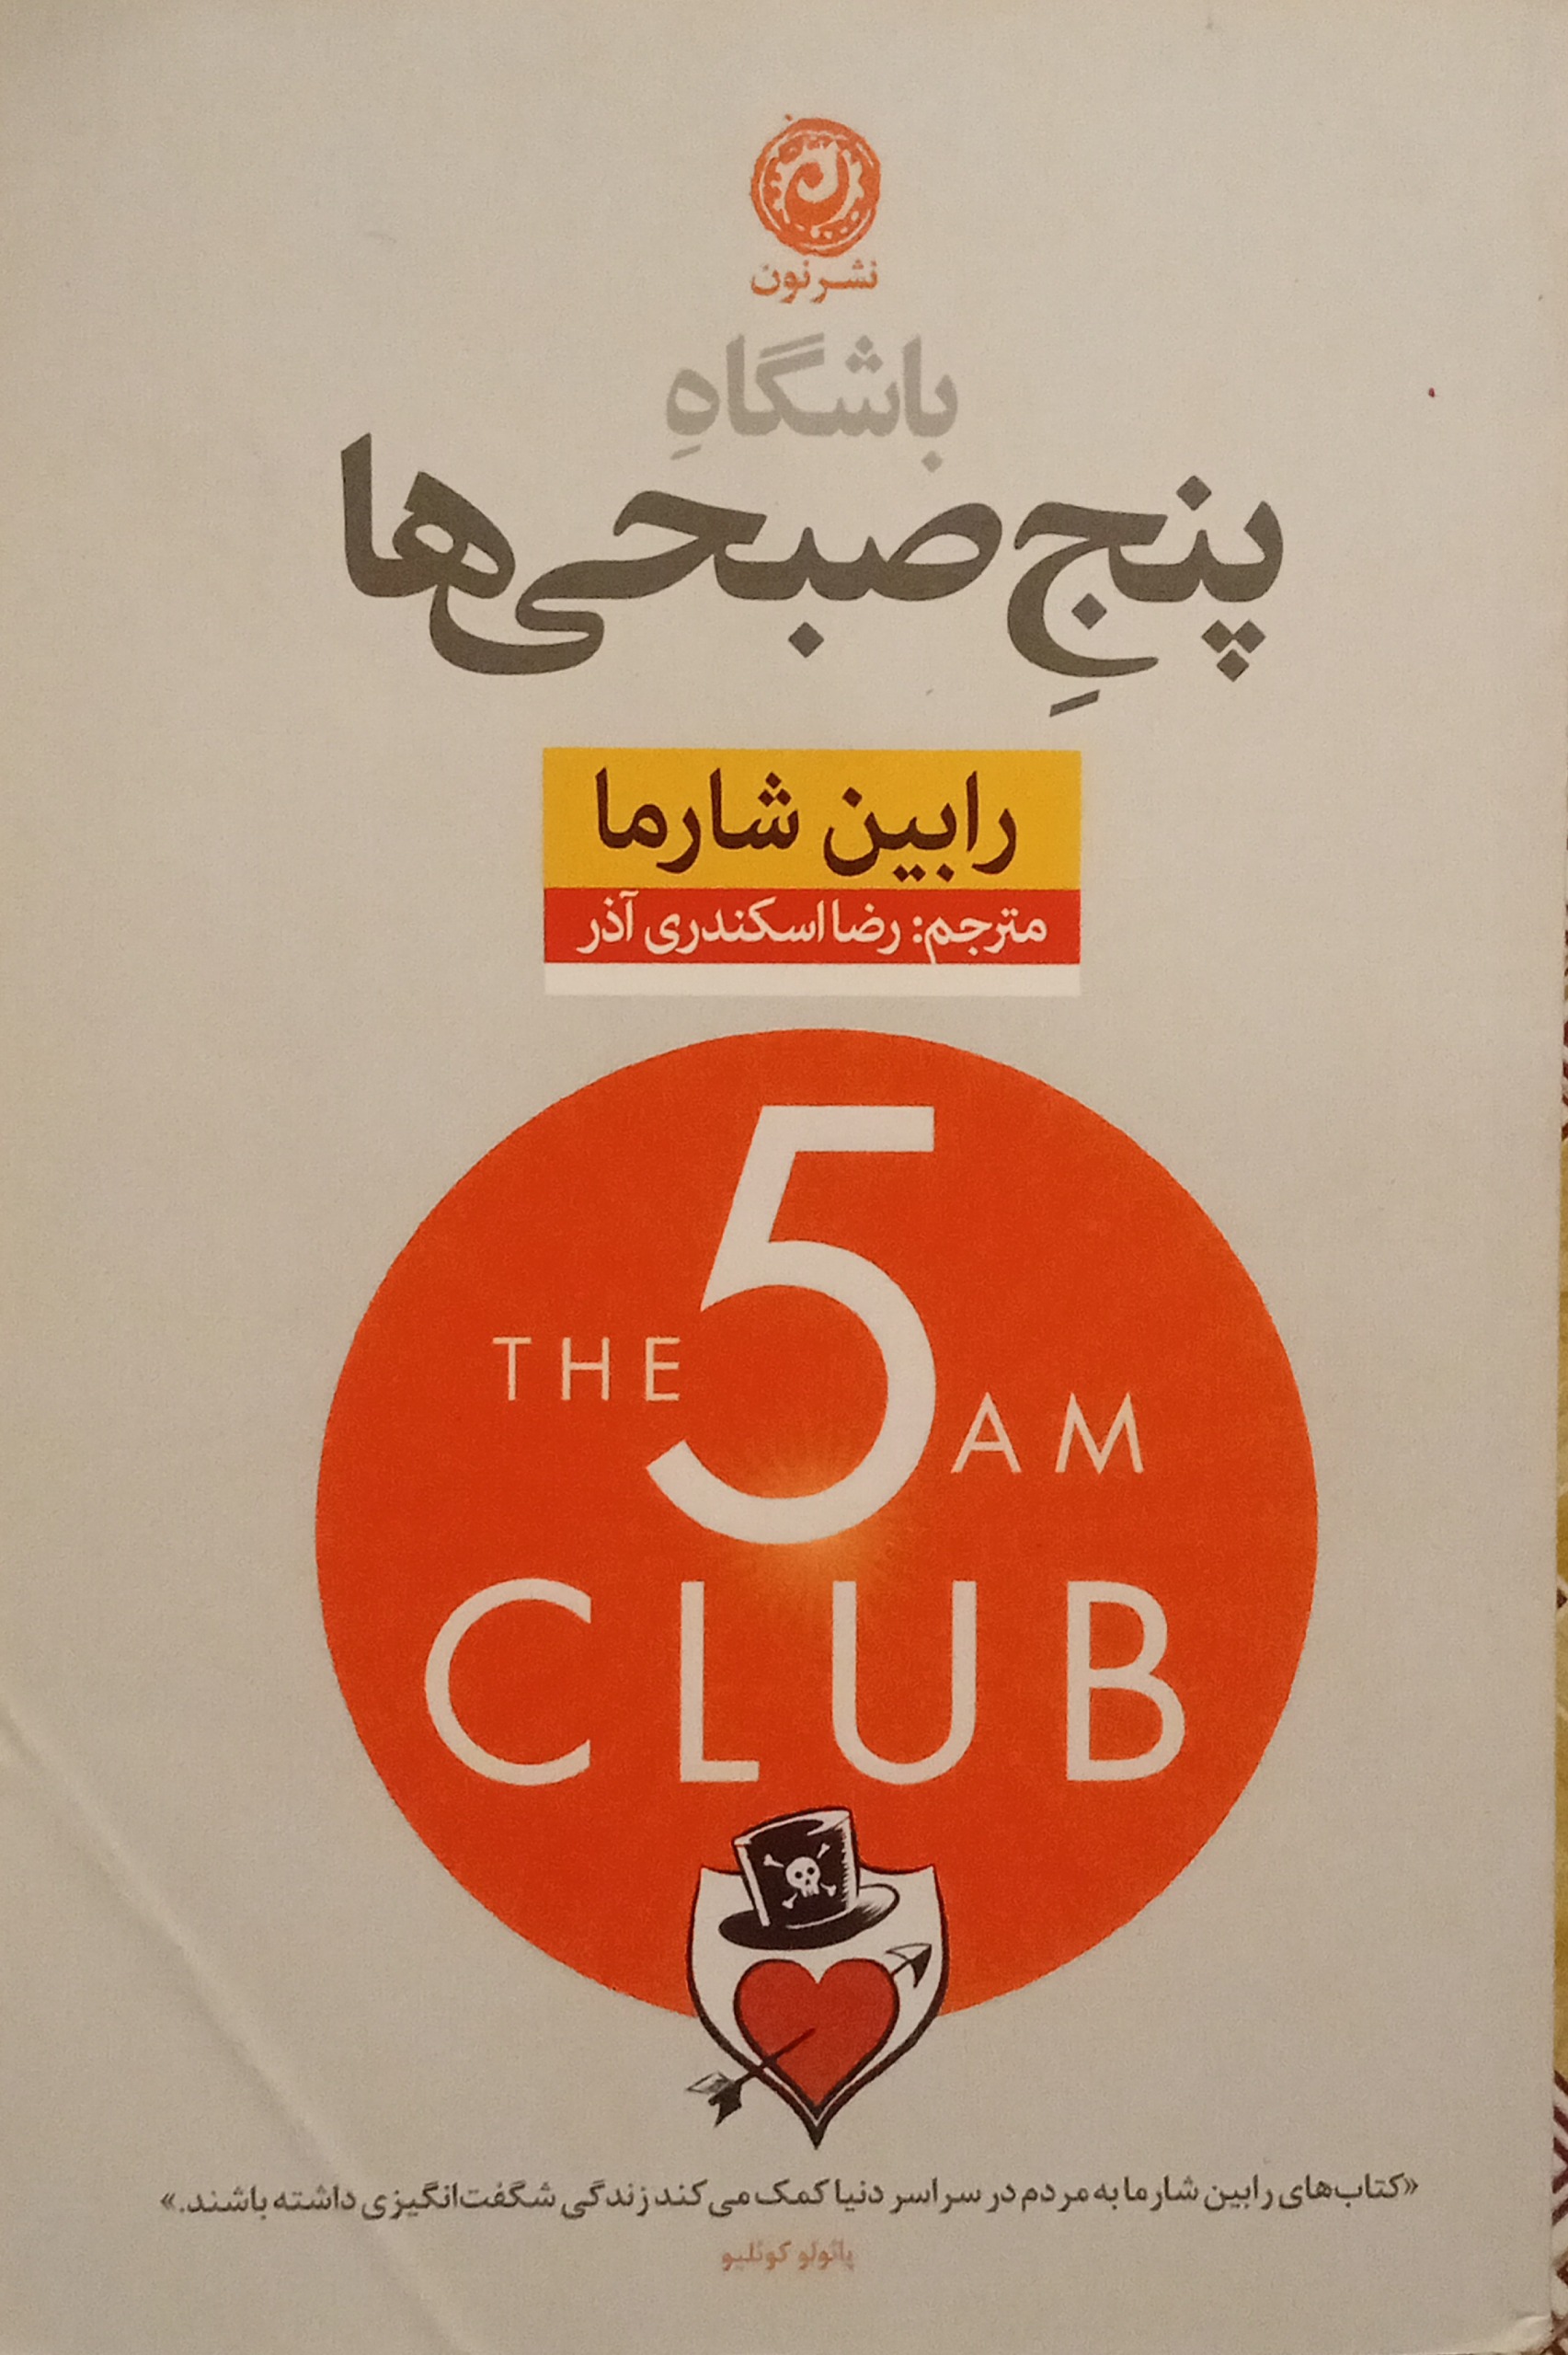 نشر نون
باشگاهِ
پنجِ صبحی‌ها
رابین شارما
مترجم: رضا اسکندری آذر
THE 5 AM
CLUB
«کتاب‌های رابین شارما به مردم در سراسر دنیا کمک می‌کند زندگی شگفت‌انگیزی داشته باشند.»
پائولو کوئلیو